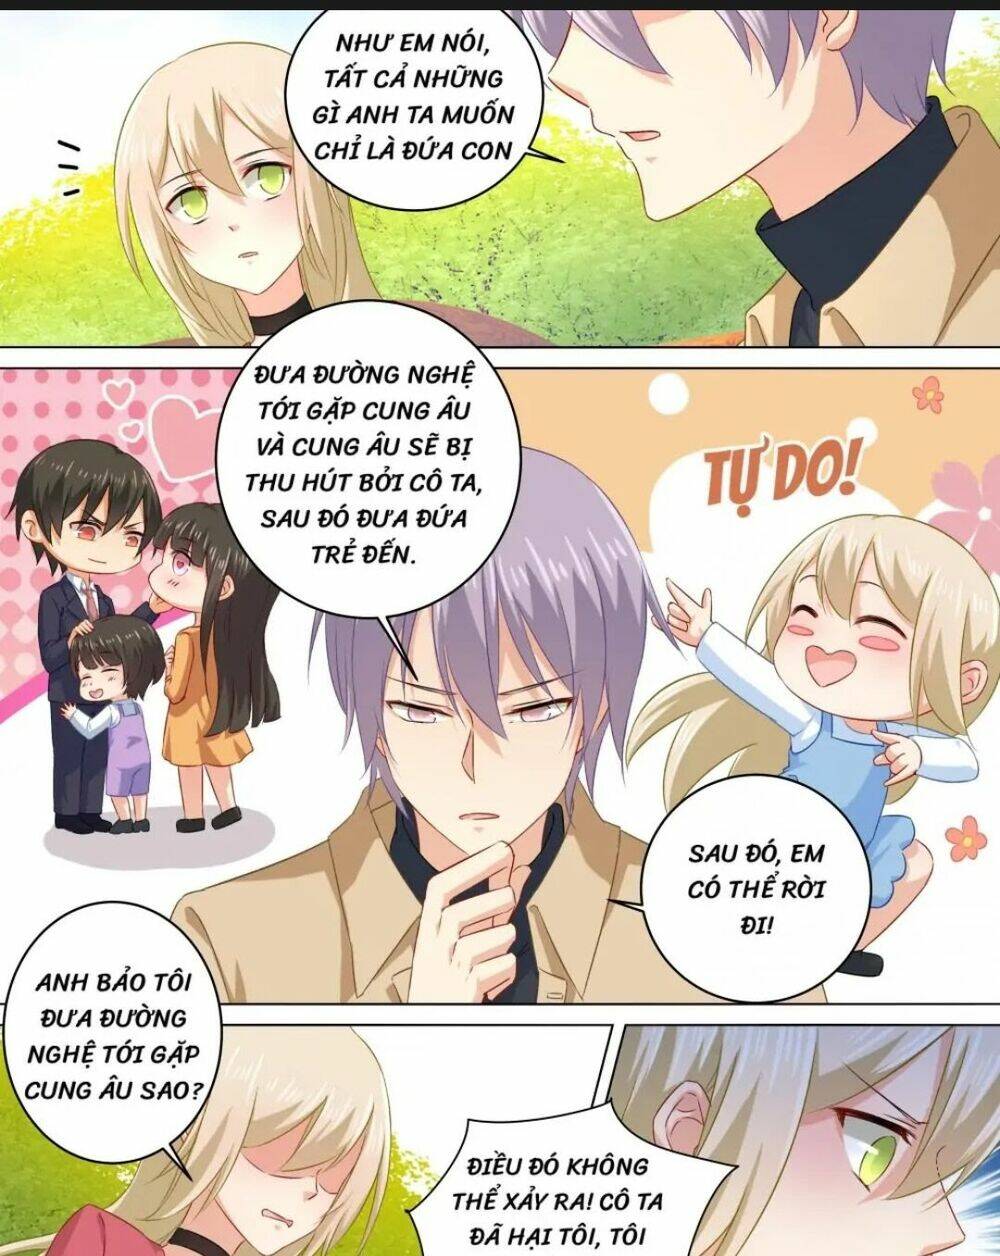 NHƯ EM NÓI,
TẤT CẢ NHỮNG
GÌ ANH TA MUỐN
CHỈ LÀ ĐỨA CON
ĐƯA ĐƯỜNG NGHỆ
TỚI GẶP CUNG ÂU
VÀ CUNG ÂU SẼ BỊ
THU HÚT BỞI CÔ TA,
SAU ĐÓ ĐƯA ĐỨA
TRẺ ĐẾN.
TỰ DO!
SAU ĐÓ, EM
CÓ THỂ RỜI
ĐI!
ANH BẢO TÔI
ĐƯA ĐƯỜNG
NGHỆ TỚI GẶP
CUNG ÂU SAO?
ĐIỀU ĐÓ KHÔNG
THỂ XẢY RA! CÔ TA
ĐÃ HẠI TÔI, TÔI